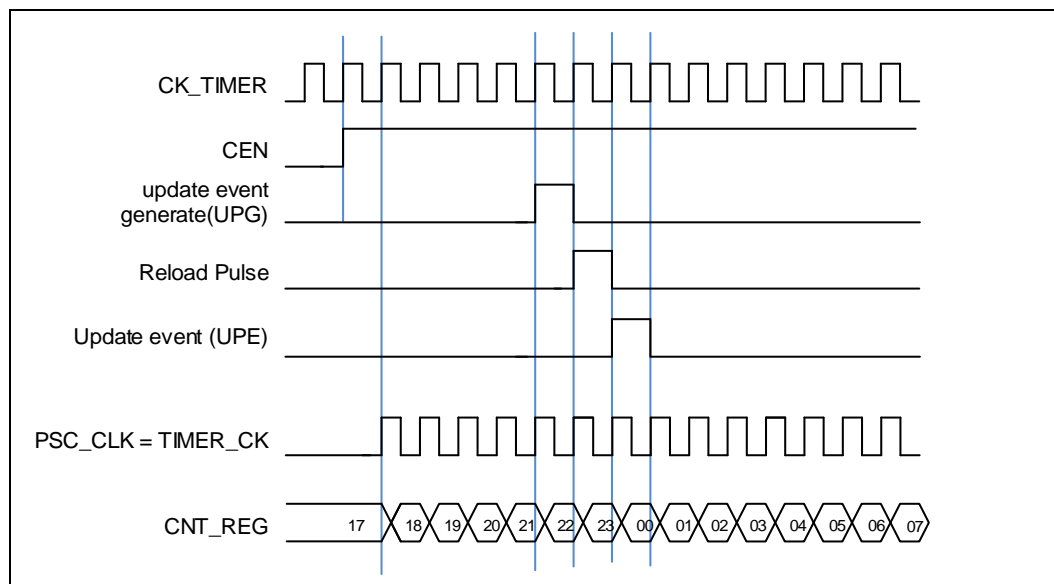 CK_TIMER
CEN
update event
generate(UPG)
Reload Pulse
Update event (UPE)
PSC_CLK = TIMER_CK
CNT_REG 17 18 19 20 21 22 23 00 01 02 03 04 05 06 07